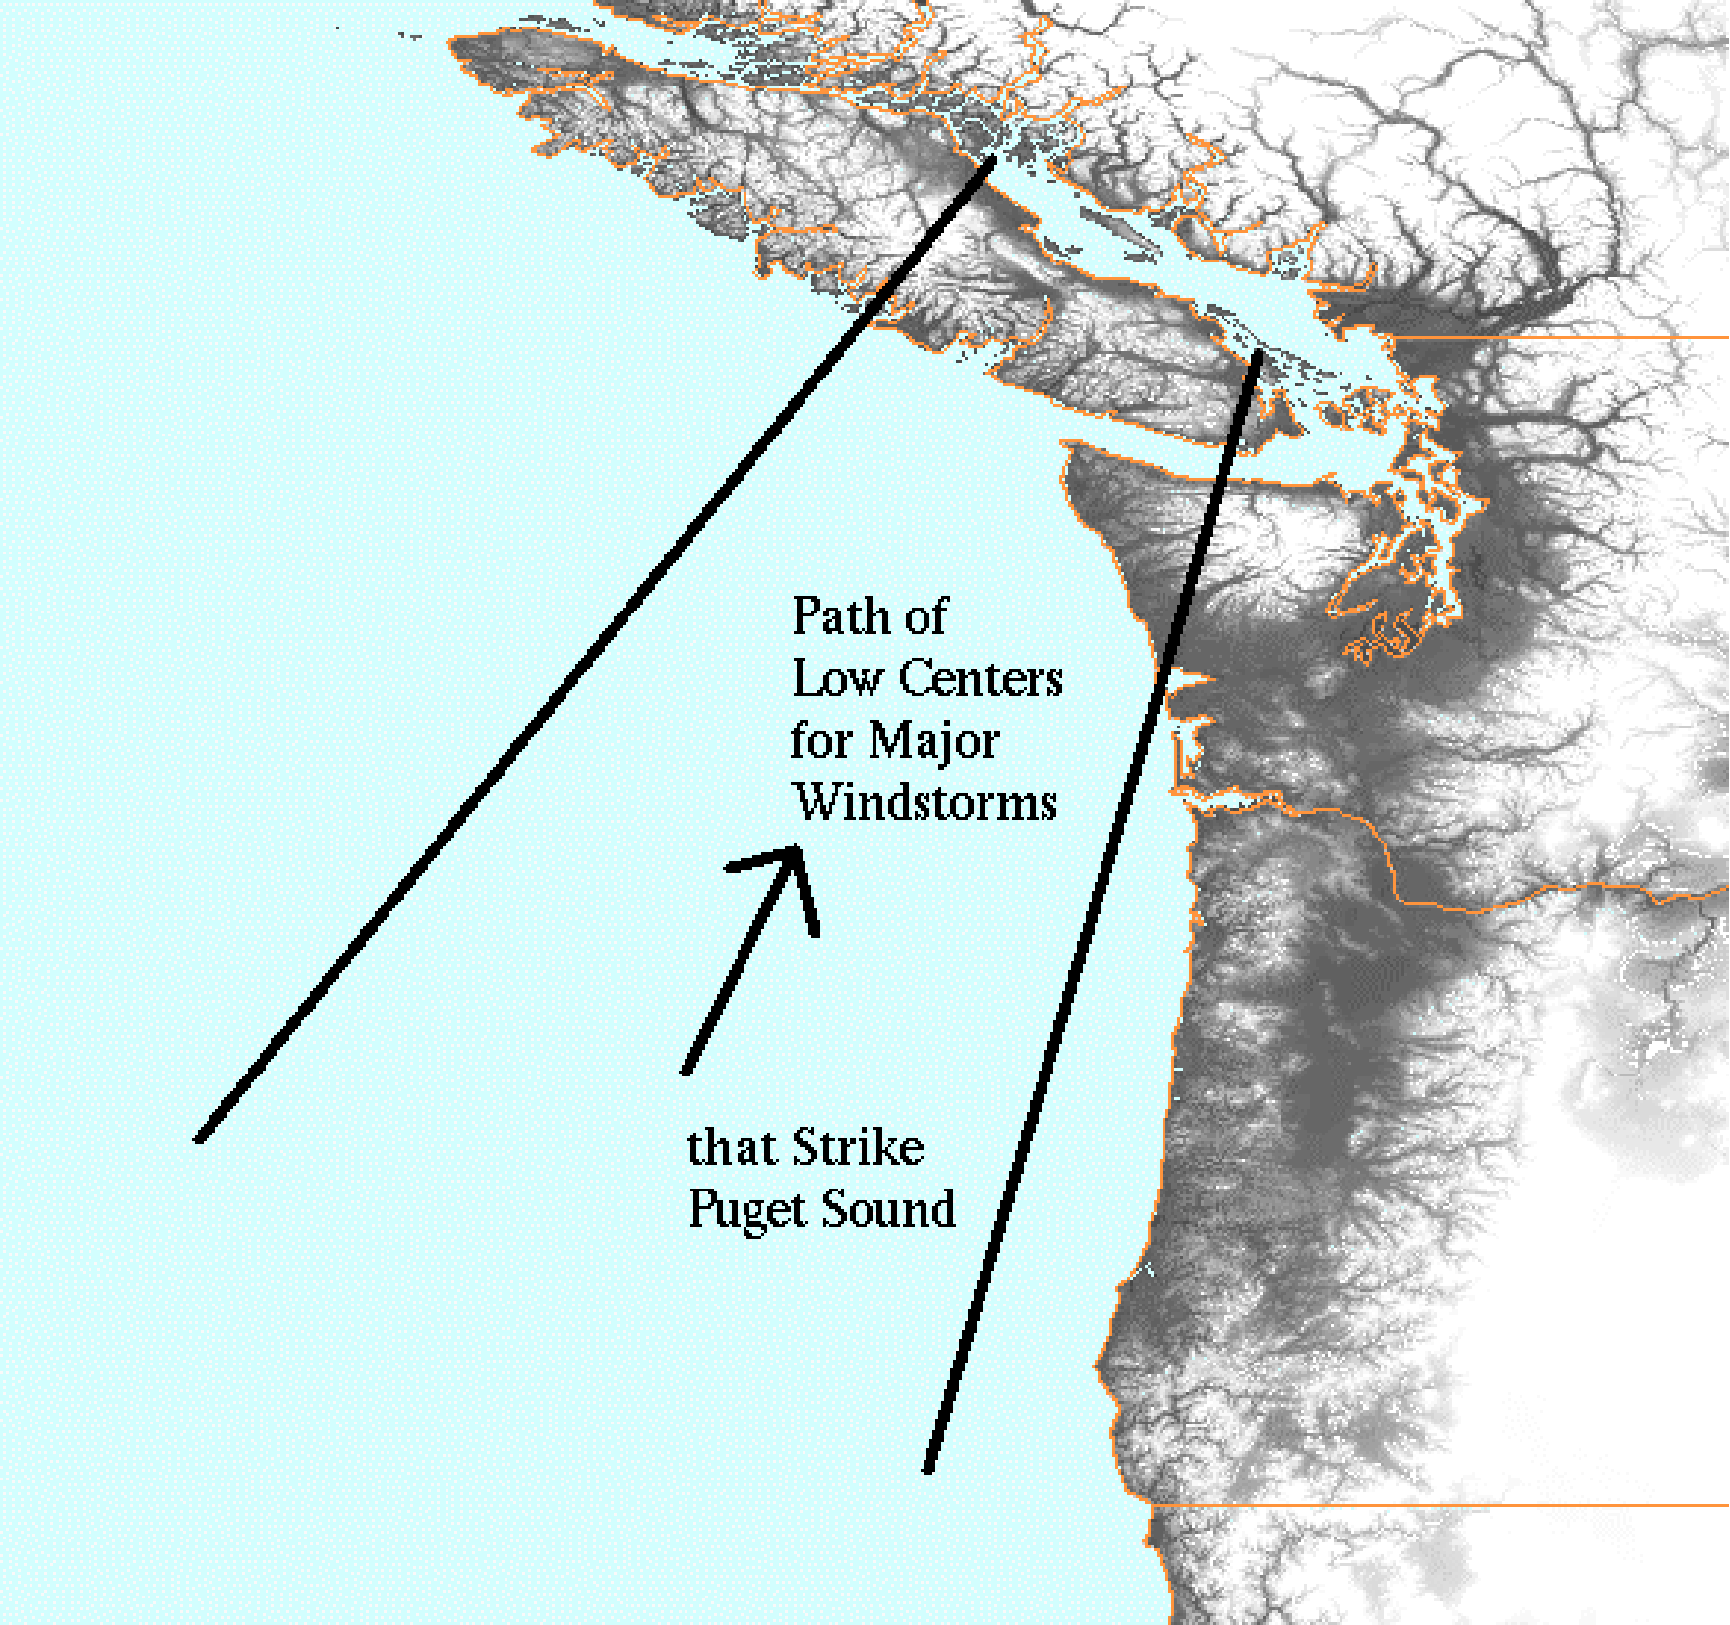 Path of
Low Centers
for Major
Windstorms
that Strike
Puget Sound